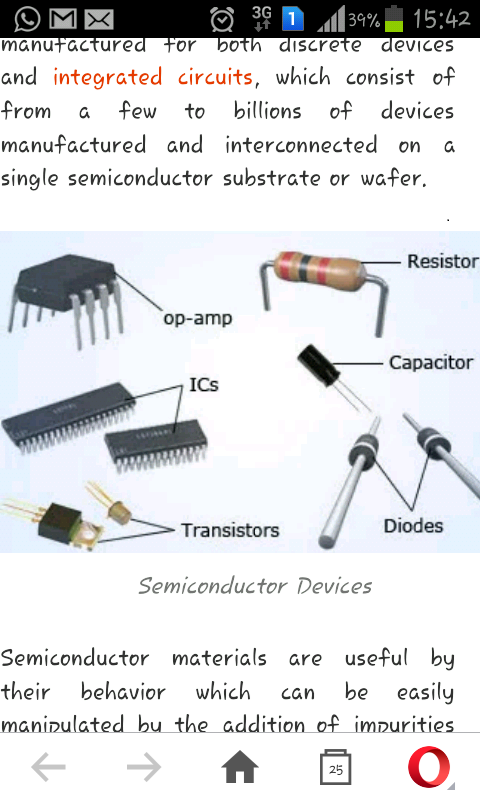 3G
1
39%
15:42
manufactured for both discrete devices
and integrated circuits, which consist of
from a few to billions of devices
manufactured and interconnected on a
single semiconductor substrate or wafer.
.
Resistor
op-amp
Capacitor
ICs
Transistors
Diodes
Semiconductor Devices
Semiconductor materials are useful by
their behavior which can be easily
manipulated by the addition of impurities
25